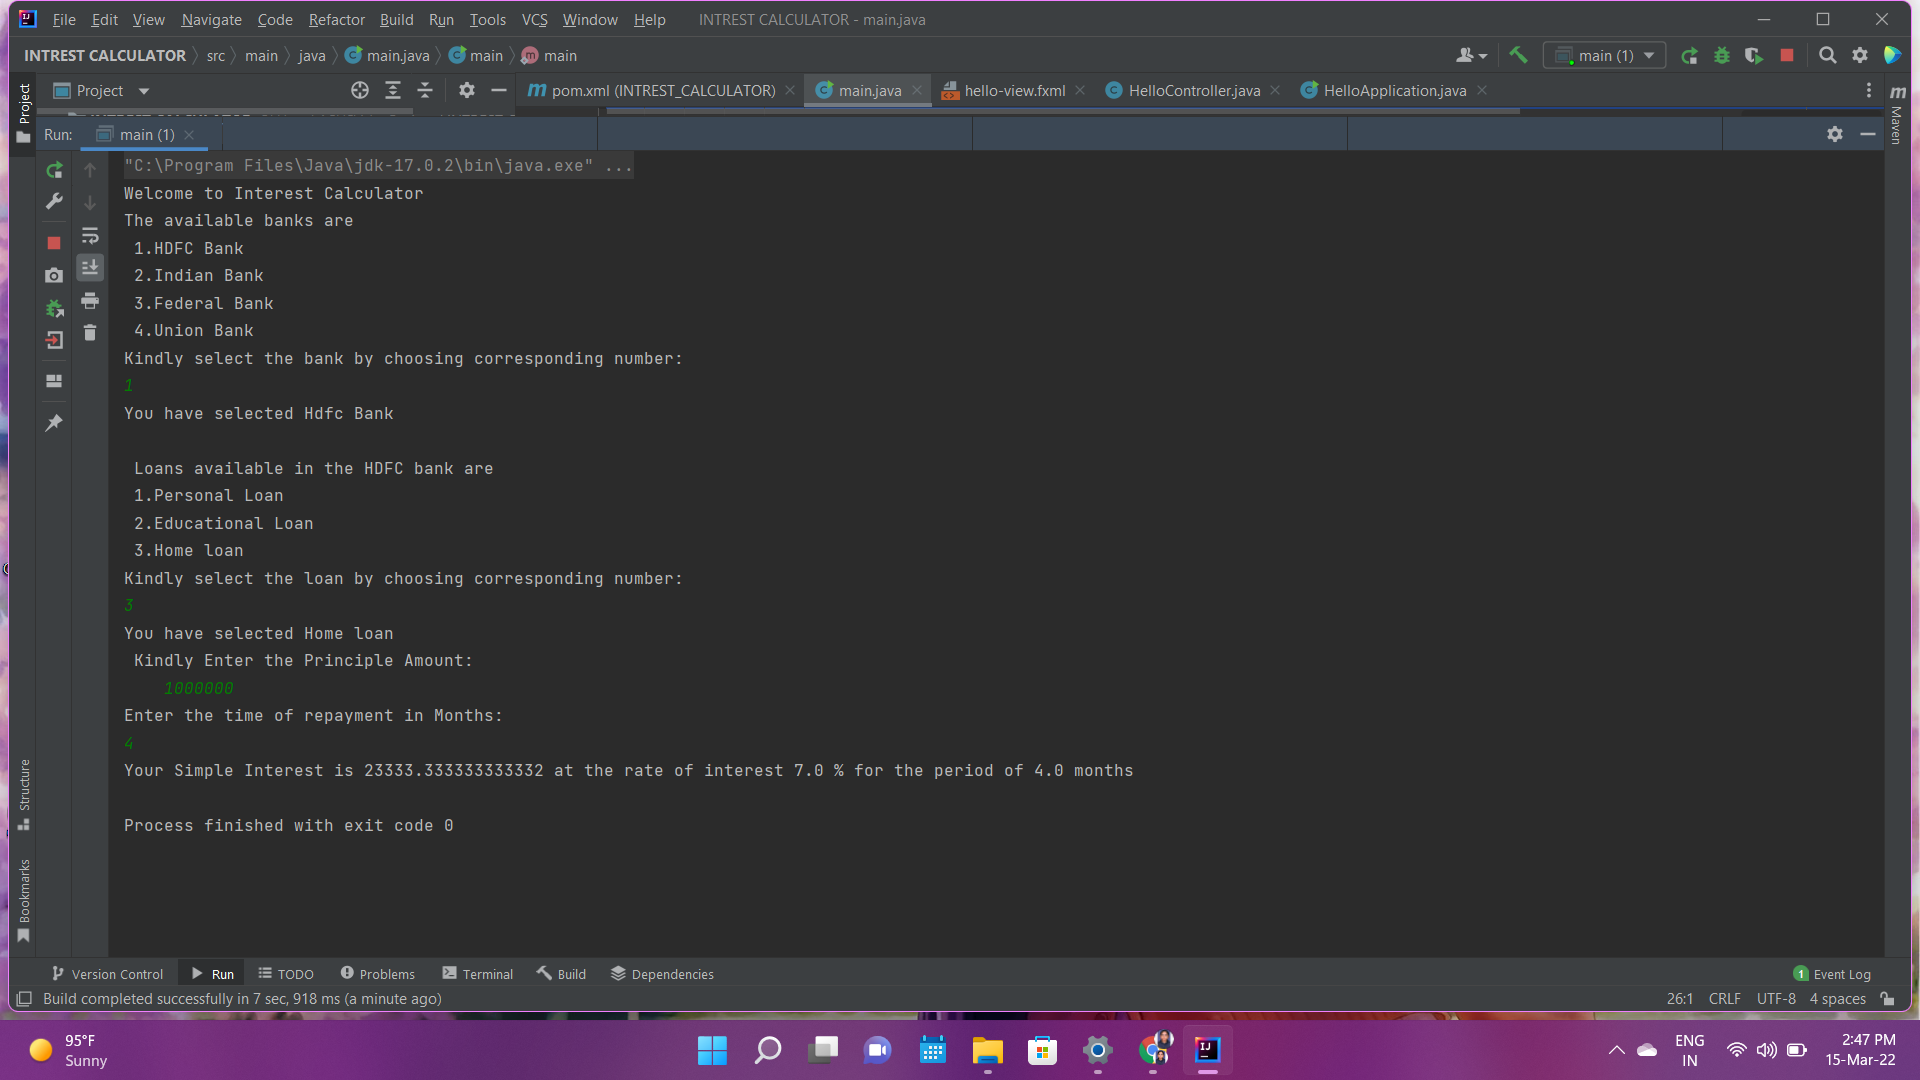 File Edit View Navigate Code Refactor Build Run Tools VCS Window Help INTREST CALCULATOR - main.java
INTREST CALCULATOR src main java main.java main main
main (1)
Project
pom.xml (INTREST_CALCULATOR) main.java hello-view.fxml HelloController.java HelloApplication.java
Project
Maven
Run: main (1)
"C:\Program Files\Java\jdk-17.0.2\bin\java.exe" ...
Welcome to Interest Calculator
The available banks are
1.HDFC Bank
2.Indian Bank
3.Federal Bank
4.Union Bank
Kindly select the bank by choosing corresponding number:
1
You have selected Hdfc Bank
Loans available in the HDFC bank are
1.Personal Loan
2.Educational Loan
3.Home loan
Kindly select the loan by choosing corresponding number:
3
You have selected Home loan
Kindly Enter the Principle Amount:
1000000
Enter the time of repayment in Months:
4
Your Simple Interest is 23333.333333333332 at the rate of interest 7.0 % for the period of 4.0 months
Process finished with exit code 0
Structure
Bookmarks
Version Control Run TODO Problems Terminal Build Dependencies 1 Event Log
Build completed successfully in 7 sec, 918 ms (a minute ago) 26:1 CRLF UTF-8 4 spaces
95°F
Sunny
ENG
IN
2:47 PM
15-Mar-22